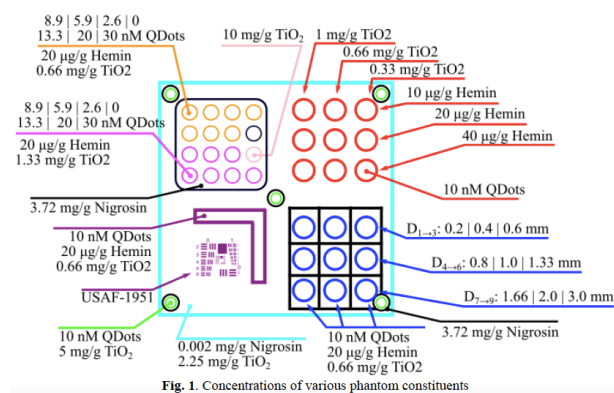 8.9 | 5.9 | 2.6 | 0
13.3 | 20 | 30 nM QDots
20 µg/g Hemin
0.66 mg/g TiO2
10 mg/g TiO₂
1 mg/g TiO2
0.66 mg/g TiO2
0.33 mg/g TiO2
10 µg/g Hemin
20 µg/g Hemin
40 µg/g Hemin
10 nM QDots
8.9 | 5.9 | 2.6 | 0
13.3 | 20 | 30 nM QDots
20 µg/g Hemin
1.33 mg/g TiO2
3.72 mg/g Nigrosin
10 nM QDots
20 µg/g Hemin
0.66 mg/g TiO2
USAF-1951
D₁→₃: 0.2 | 0.4 | 0.6 mm
D₄→₆: 0.8 | 1.0 | 1.33 mm
D₇→₉: 1.66 | 2.0 | 3.0 mm
3.72 mg/g Nigrosin
10 nM QDots
5 mg/g TiO₂
0.002 mg/g Nigrosin
2.25 mg/g TiO₂
10 nM QDots
20 µg/g Hemin
0.66 mg/g TiO2
Fig. 1. Concentrations of various phantom constituents